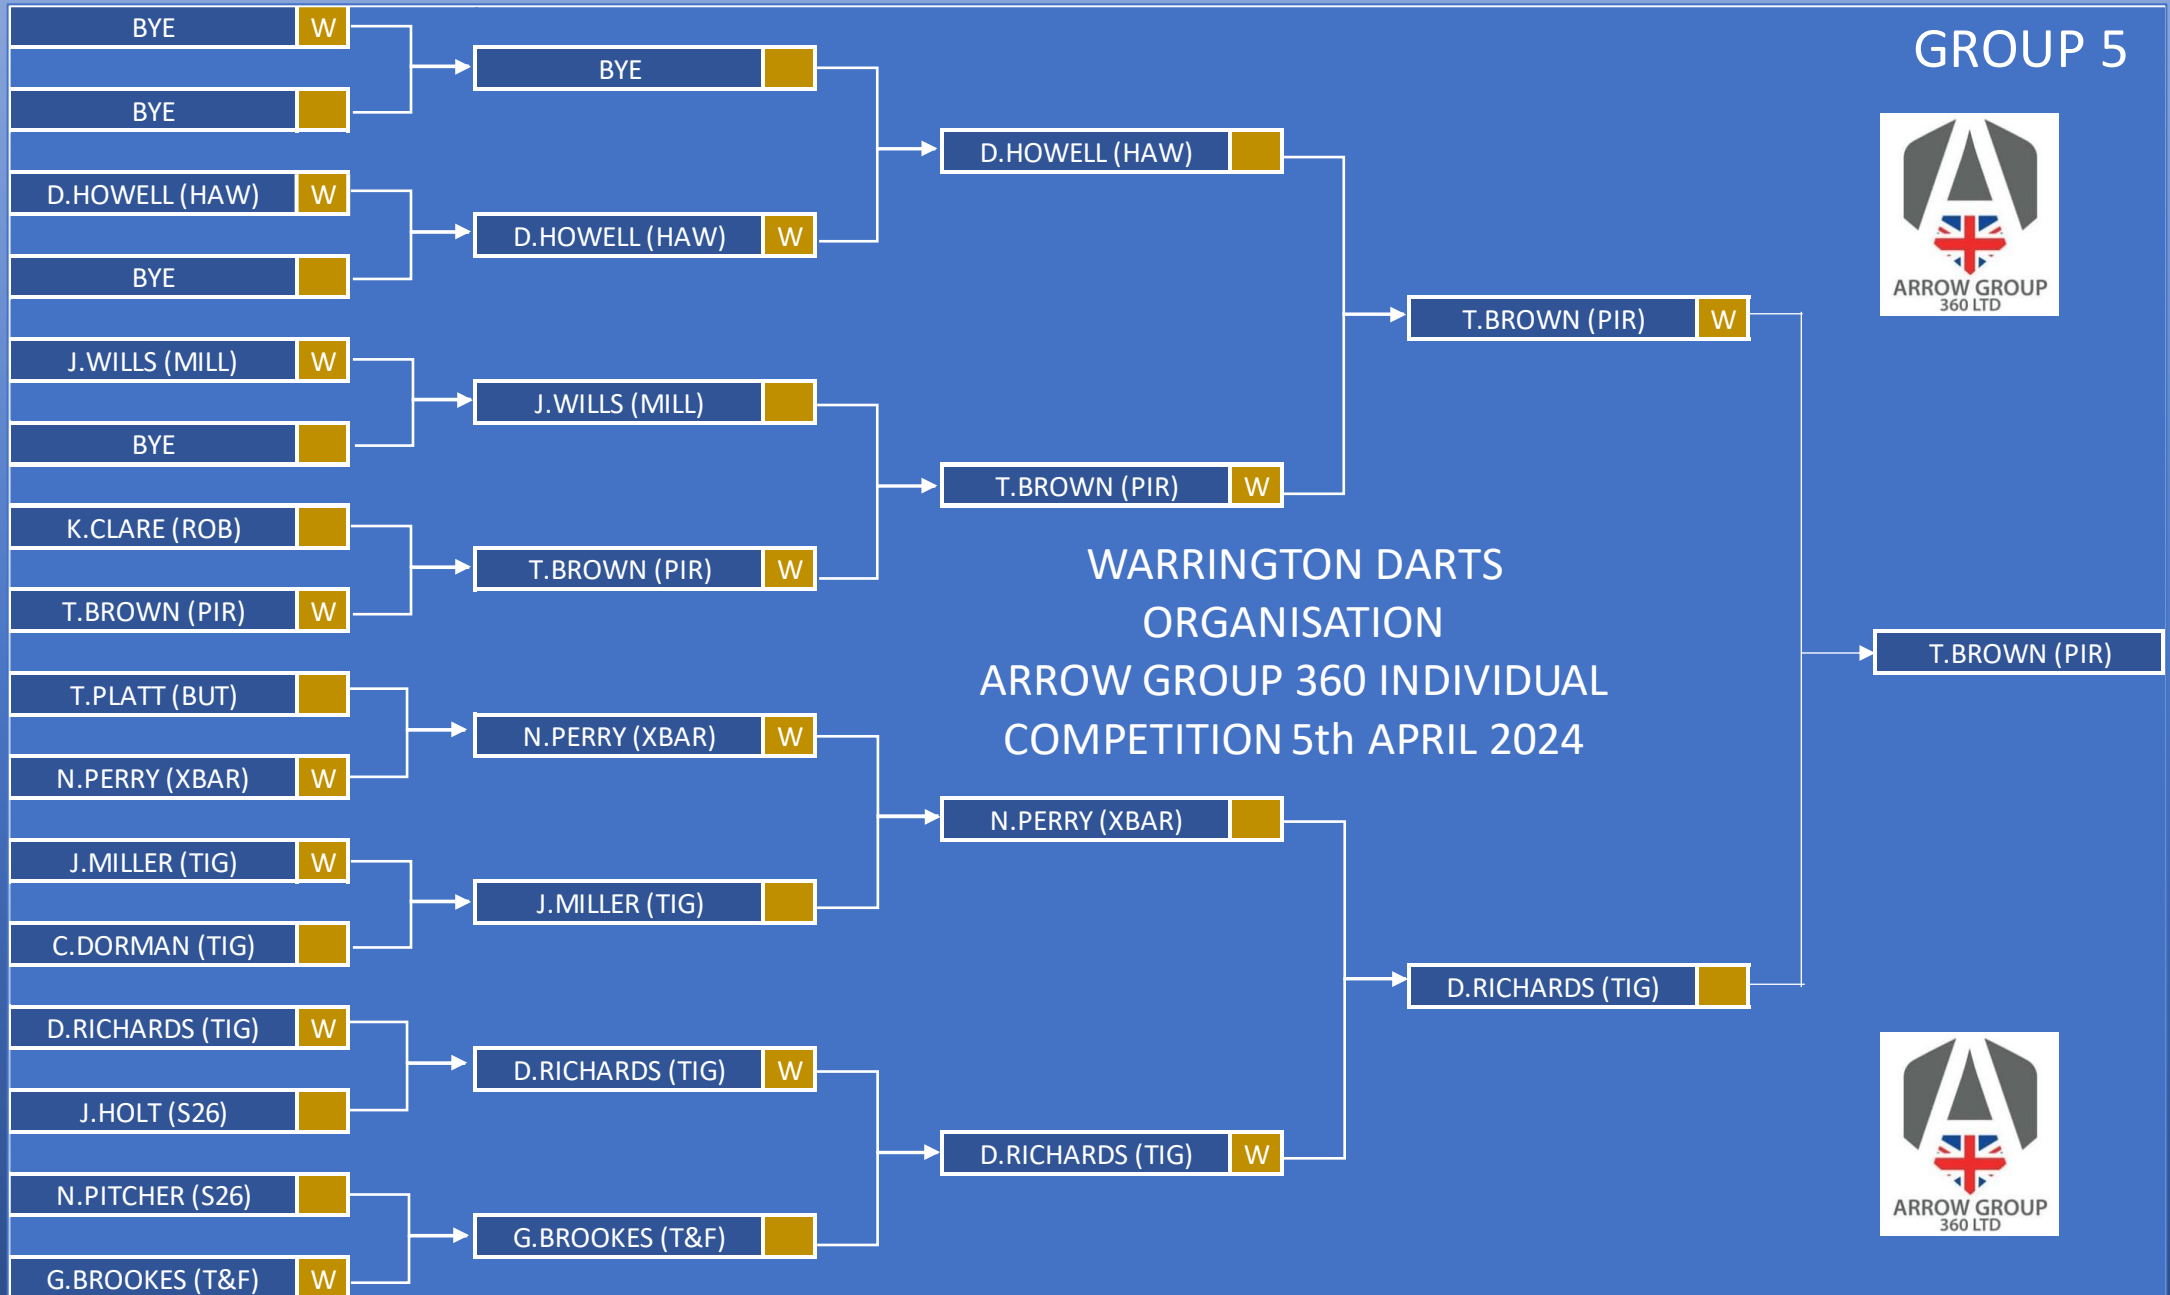 GROUP 5
BYE W
BYE
D.HOWELL (HAW) W
BYE
J.WILLS (MILL) W
BYE
K.CLARE (ROB)
T.BROWN (PIR) W
T.PLATT (BUT)
N.PERRY (XBAR) W
J.MILLER (TIG) W
C.DORMAN (TIG)
D.RICHARDS (TIG) W
J.HOLT (S26)
N.PITCHER (S26)
G.BROOKES (T&F) W
BYE
D.HOWELL (HAW) W
J.WILLS (MILL)
T.BROWN (PIR) W
N.PERRY (XBAR) W
J.MILLER (TIG)
D.RICHARDS (TIG) W
G.BROOKES (T&F)
D.HOWELL (HAW)
T.BROWN (PIR) W
N.PERRY (XBAR)
D.RICHARDS (TIG) W
T.BROWN (PIR) W
D.RICHARDS (TIG)
T.BROWN (PIR)
WARRINGTON DARTS
ORGANISATION
ARROW GROUP 360 INDIVIDUAL
COMPETITION 5th APRIL 2024
ARROW GROUP
360 LTD
ARROW GROUP
360 LTD